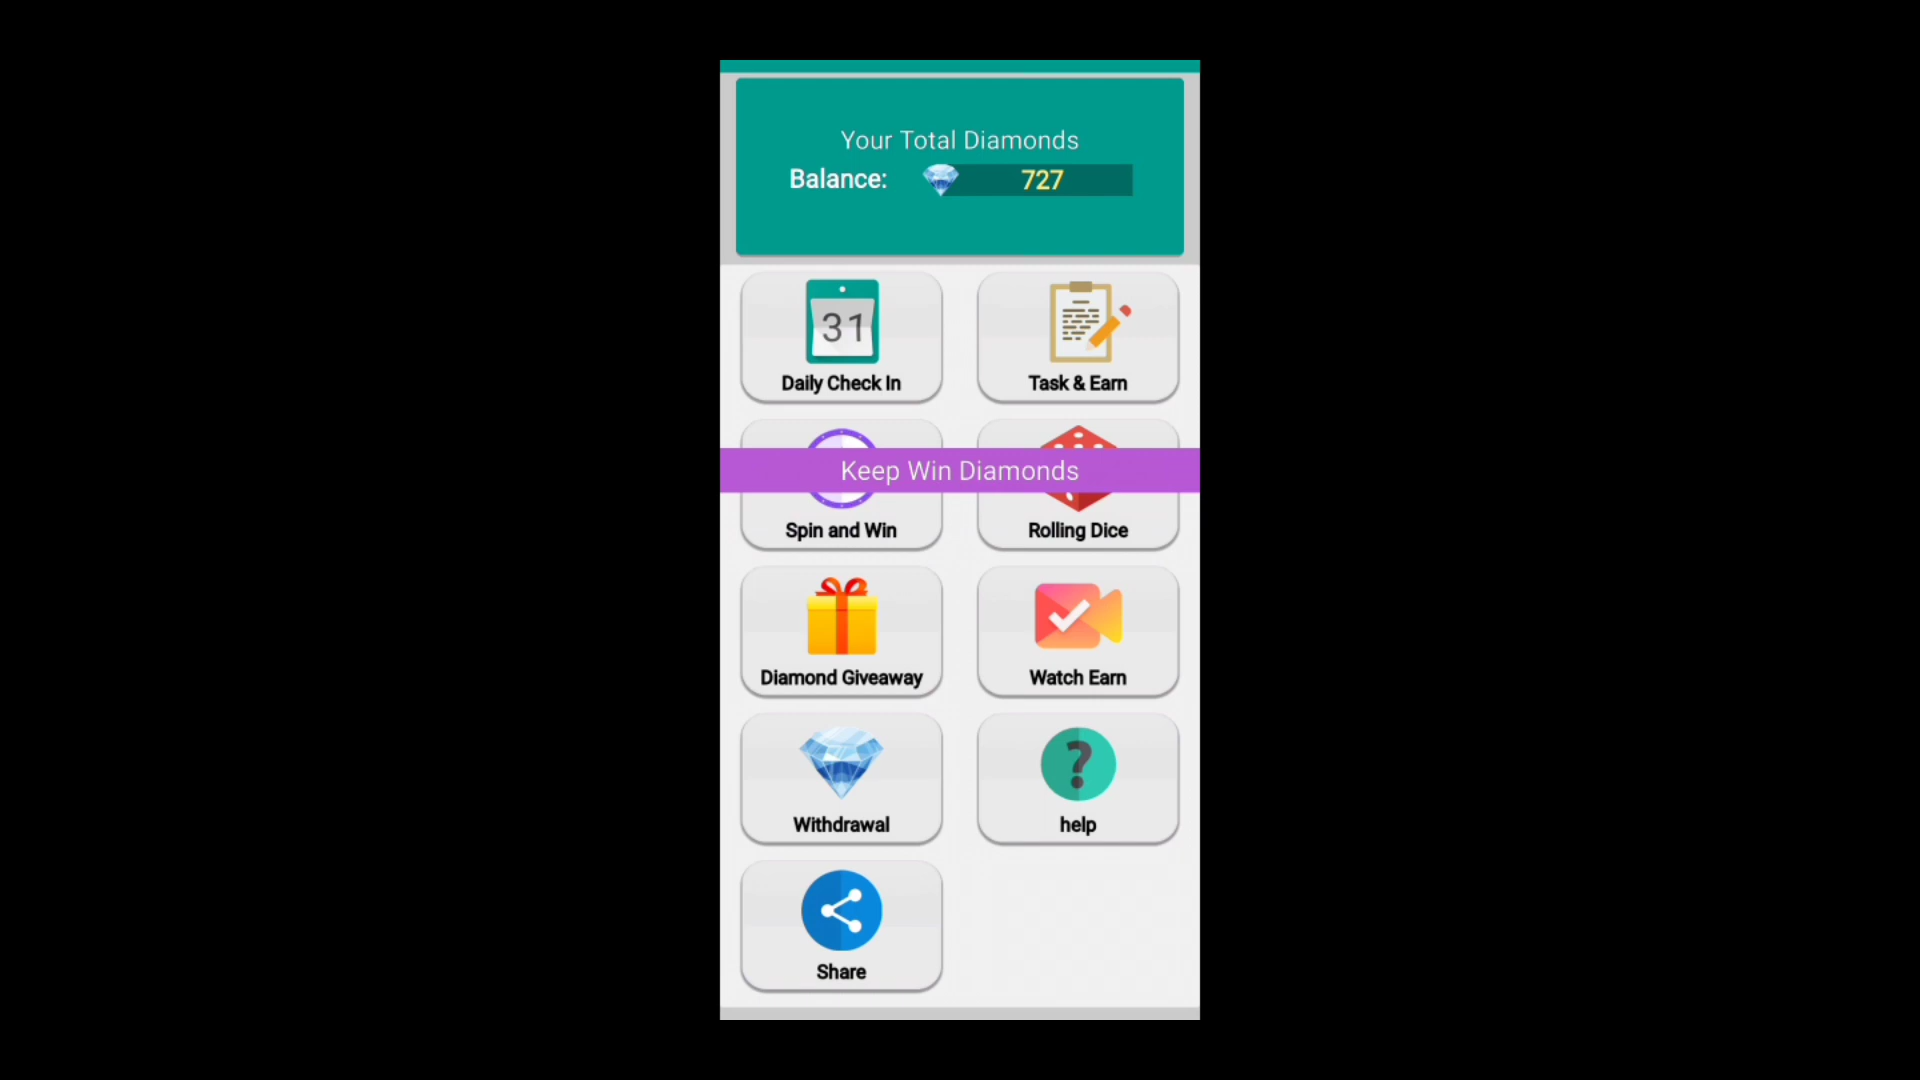 Your Total Diamonds
Balance: 727
31
Daily Check In
Task & Earn
Keep Win Diamonds
Spin and Win
Rolling Dice
Diamond Giveaway
Watch Earn
Withdrawal
?
help
Share